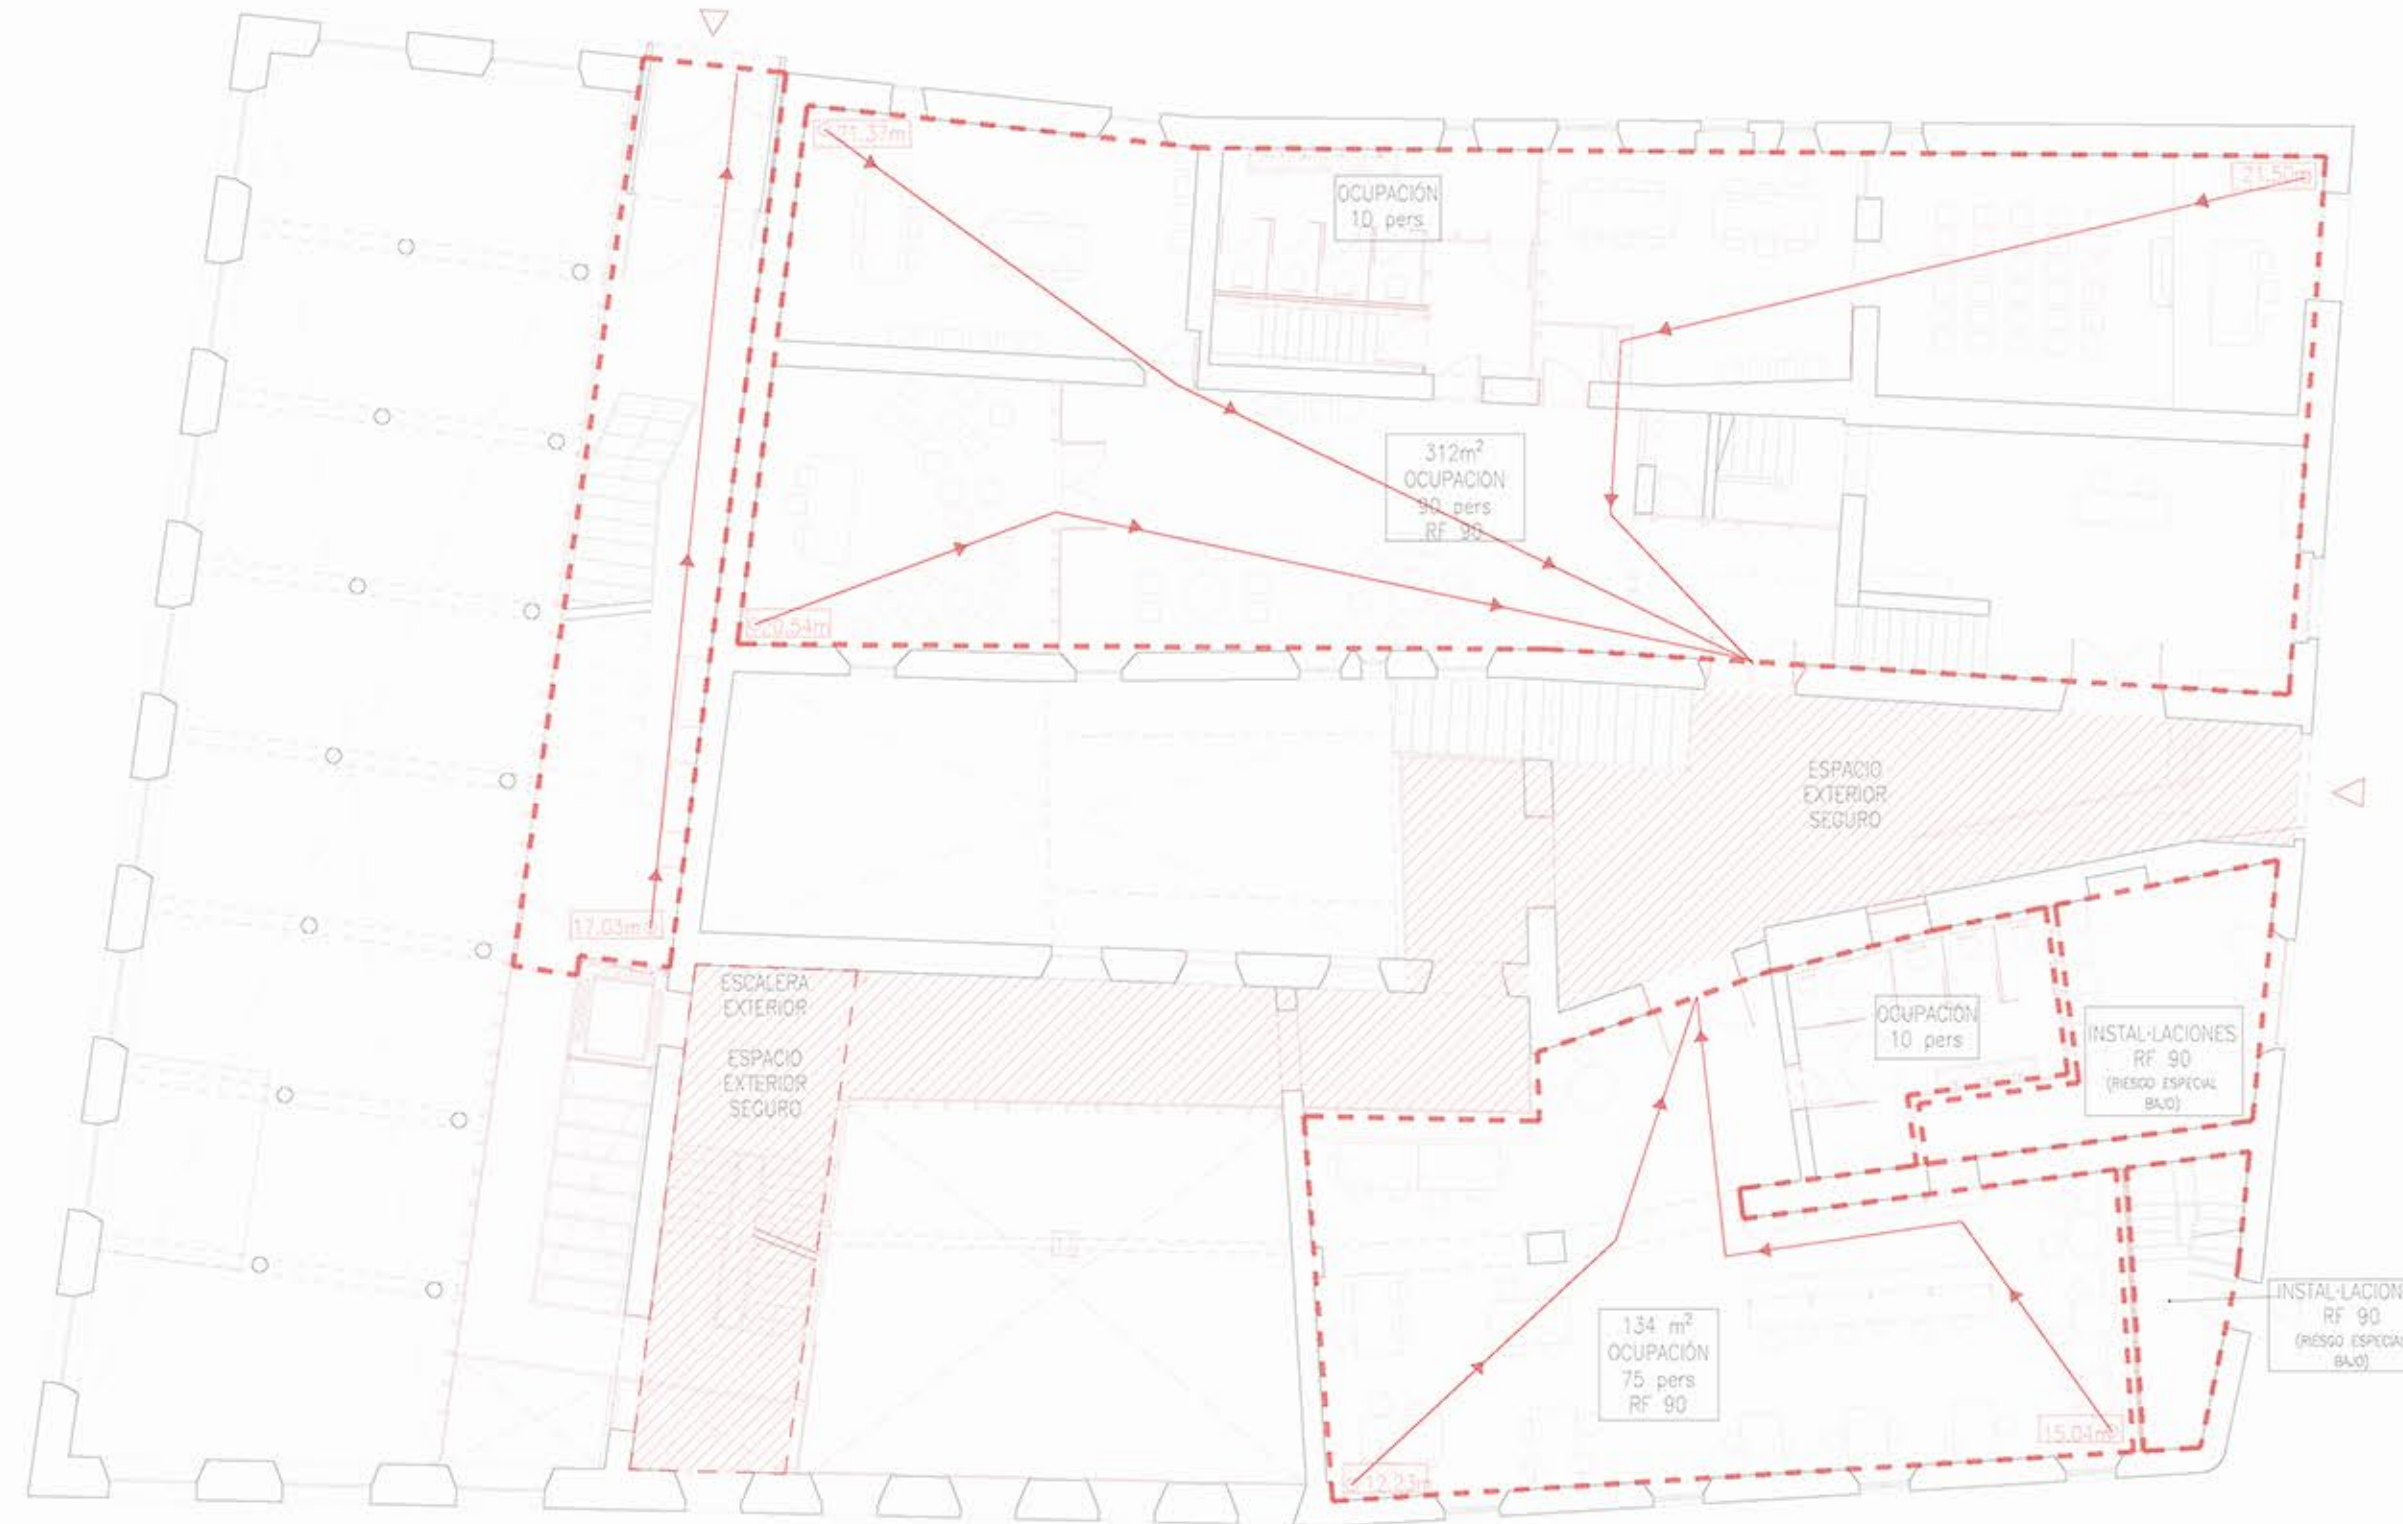 21.37m
21.50m
OCUPACIÓN
10 pers
312m²
OCUPACIÓN
90 pers
RF 90
20.54m
ESPACIO
EXTERIOR
SEGURO
17.03m
ESCALERA
EXTERIOR
ESPACIO
EXTERIOR
SEGURO
OCUPACIÓN
10 pers
INSTAL·LACIONES
RF 90
(RIESGO ESPECIAL
BAJO)
INSTAL·LACION
RF 90
(RIESGO ESPECIAL
BAJO)
134 m²
OCUPACIÓN
75 pers
RF 90
15.04m
12.23m